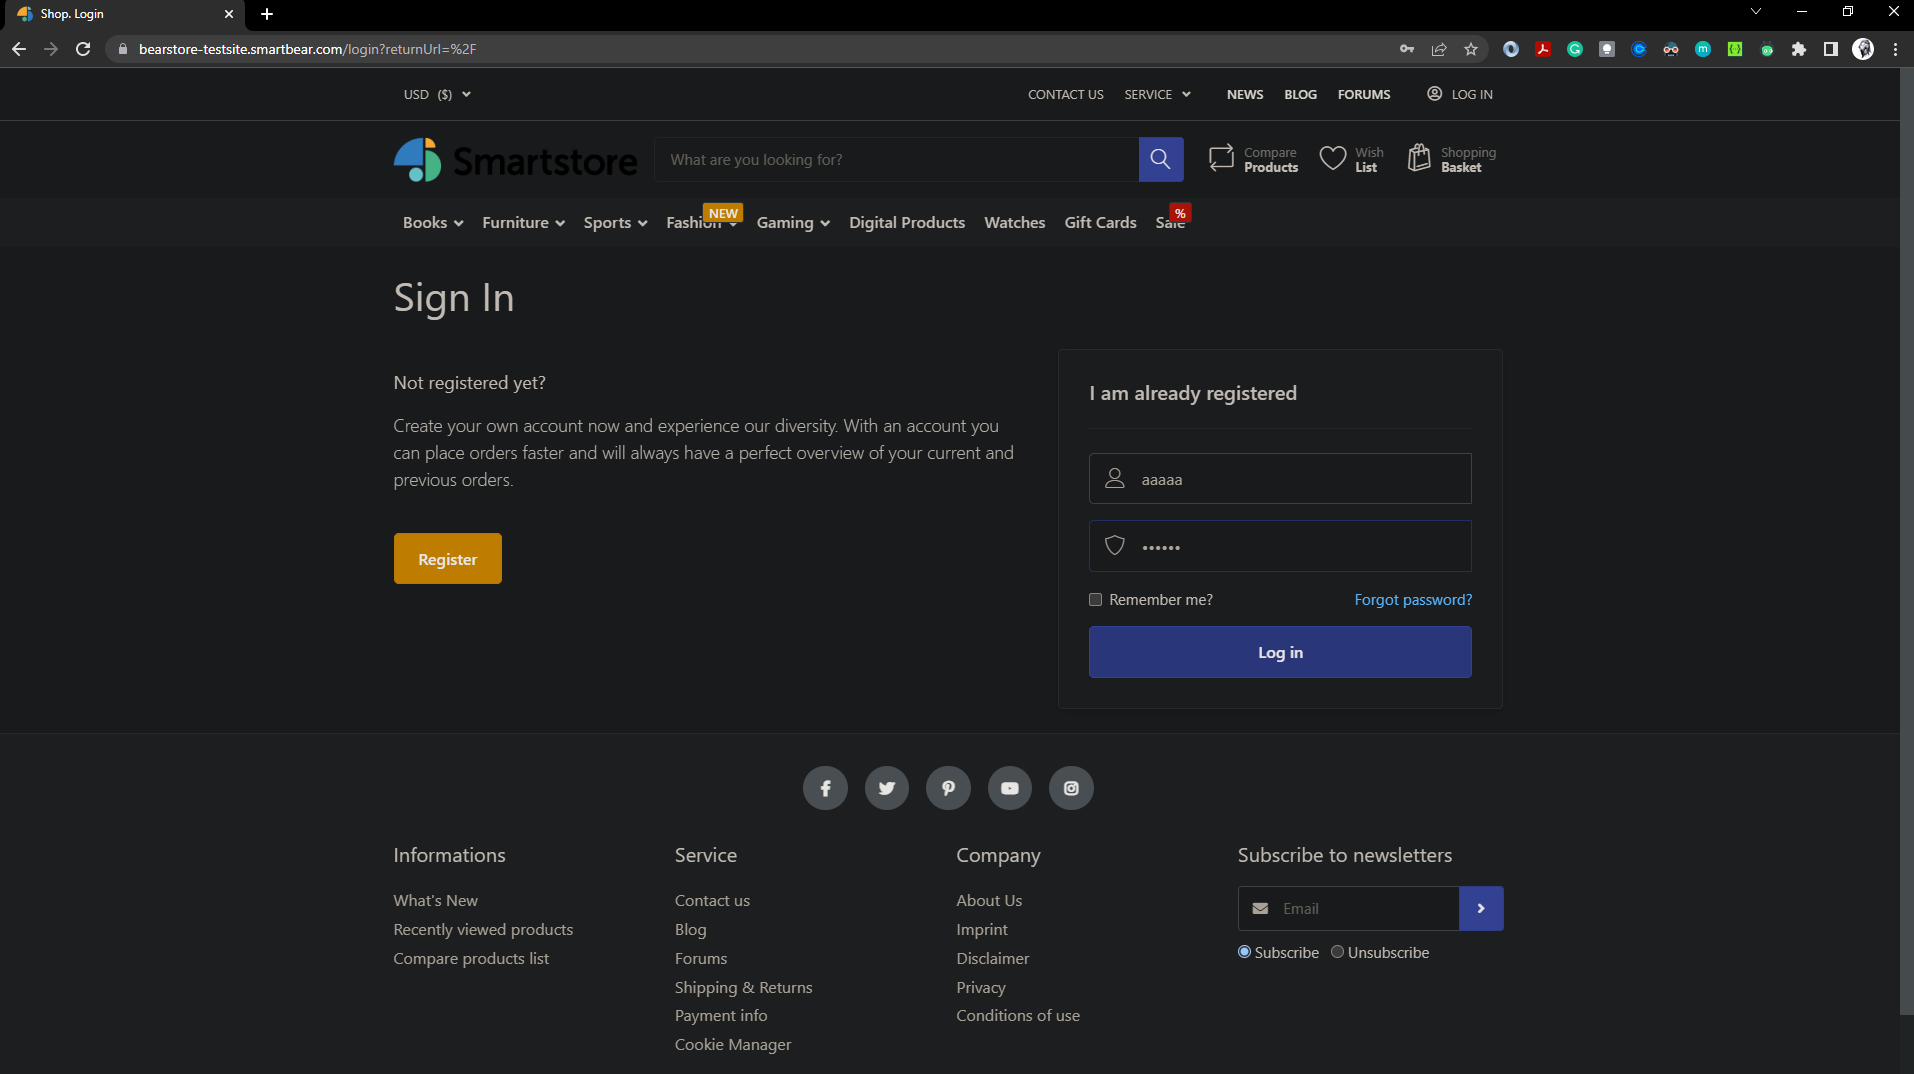 Shop. Login
bearstore-testsite.smartbear.com/login?returnUrl=%2F
USD ($)
CONTACT US SERVICE NEWS BLOG FORUMS LOG IN
Smartstore
What are you looking for?
Compare
Products
Wish
List
Shopping
Basket
NEW
%
Books Furniture Sports Fashion Gaming Digital Products Watches Gift Cards Sale
Sign In
Not registered yet?
Create your own account now and experience our diversity. With an account you
can place orders faster and will always have a perfect overview of your current and
previous orders.
Register
I am already registered
aaaaa
••••••
Remember me? Forgot password?
Log in
Informations
What's New
Recently viewed products
Compare products list
Service
Contact us
Blog
Forums
Shipping & Returns
Payment info
Cookie Manager
Company
About Us
Imprint
Disclaimer
Privacy
Conditions of use
Subscribe to newsletters
Email
Subscribe Unsubscribe